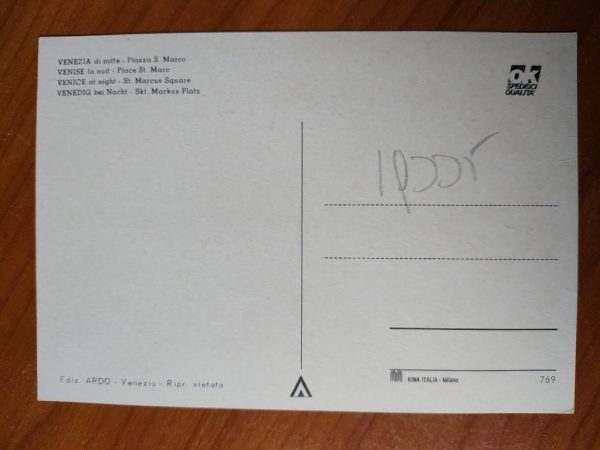 VENEZIA di notte - Piazza S. Marco
VENISE la nuit - Place St. Marc
VENICE at night - St. Marcus Square
VENEDIG bei Nacht - Skt. Markus Platz
ok
SPEDISCI
QUALITA'
Ediz. ARDO - Venezia - Ripr. vietata
KINA ITALIA - Milano
769